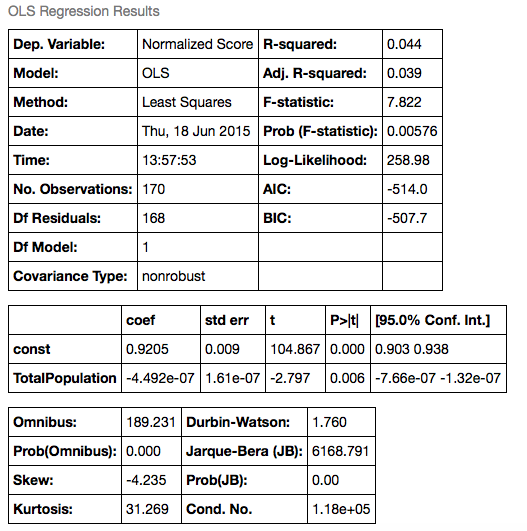 OLS Regression Results
Dep. Variable: Normalized Score R-squared: 0.044
Model: OLS Adj. R-squared: 0.039
Method: Least Squares F-statistic: 7.822
Date: Thu, 18 Jun 2015 Prob (F-statistic): 0.00576
Time: 13:57:53 Log-Likelihood: 258.98
No. Observations: 170 AIC: -514.0
Df Residuals: 168 BIC: -507.7
Df Model: 1
Covariance Type: nonrobust
coef std err t P>|t| [95.0% Conf. Int.]
const 0.9205 0.009 104.867 0.000 0.903 0.938
TotalPopulation -4.492e-07 1.61e-07 -2.797 0.006 -7.66e-07 -1.32e-07
Omnibus: 189.231 Durbin-Watson: 1.760
Prob(Omnibus): 0.000 Jarque-Bera (JB): 6168.791
Skew: -4.235 Prob(JB): 0.00
Kurtosis: 31.269 Cond. No. 1.18e+05